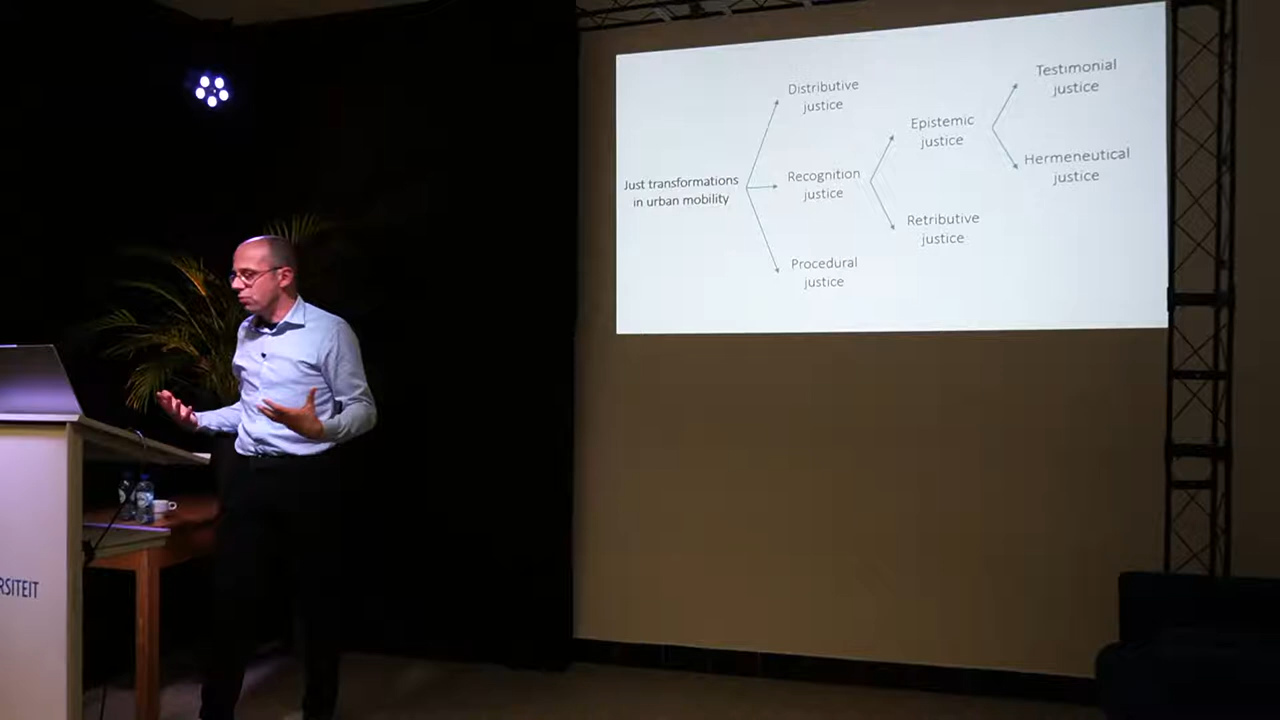 Just transformations
in urban mobility
Distributive
justice
Recognition
justice
Procedural
justice
Epistemic
justice
Retributive
justice
Testimonial
justice
Hermeneutical
justice
RSITEIT